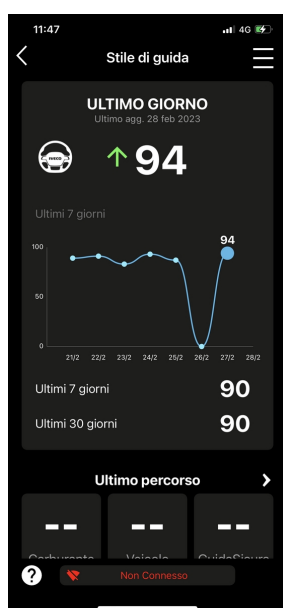 11:47
4G
Stile di guida
ULTIMO GIORNO
Ultimo agg. 28 feb 2023
IVECO
94
Ultimi 7 giorni
94
100
50
0
21/2 22/2 23/2 24/2 25/2 26/2 27/2 28/2
Ultimi 7 giorni 90
Ultimi 30 giorni 90
Ultimo percorso
-- -- --
Carburante Veicolo GuidaSicura
? Non Connesso